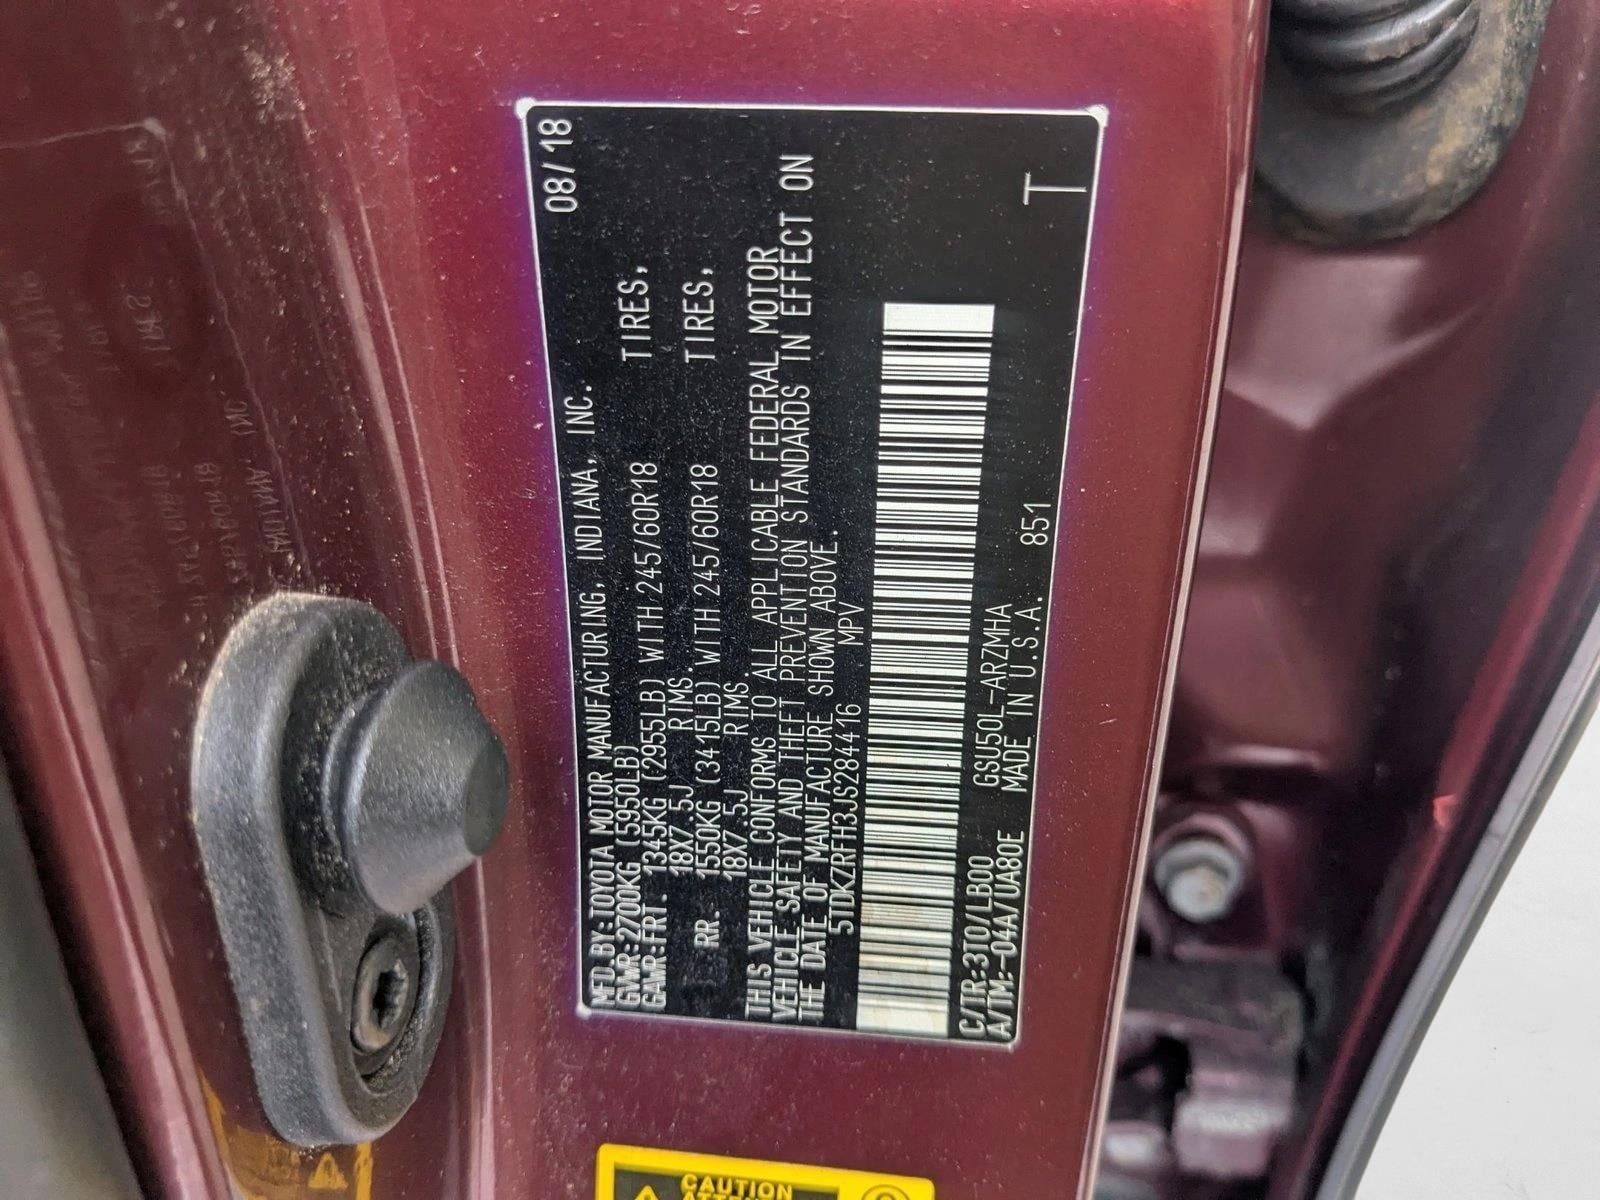 08/18
MFD.BY:TOYOTA MOTOR MANUFACTURING, INDIANA, INC.
GVWR:2700KG (5950LB)
GAWR:FRT. 1345KG (2955LB) WITH 245/60R18 TIRES,
18X7.5J RIMS.
RR. 1550KG (3415LB) WITH 245/60R18 TIRES,
18X7.5J RIMS
THIS VEHICLE CONFORMS TO ALL APPLICABLE FEDERAL MOTOR
VEHICLE SAFETY AND THEFT PREVENTION STANDARDS IN EFFECT ON
THE DATE OF MANUFACTURE SHOWN ABOVE.
5TDKZRFH3JS284416 MPV
C/TR:3T0/LB00 GSU50L-ARZMHA
A/TM:-04A/UA80E MADE IN U.S.A. 851
T
CAUTION